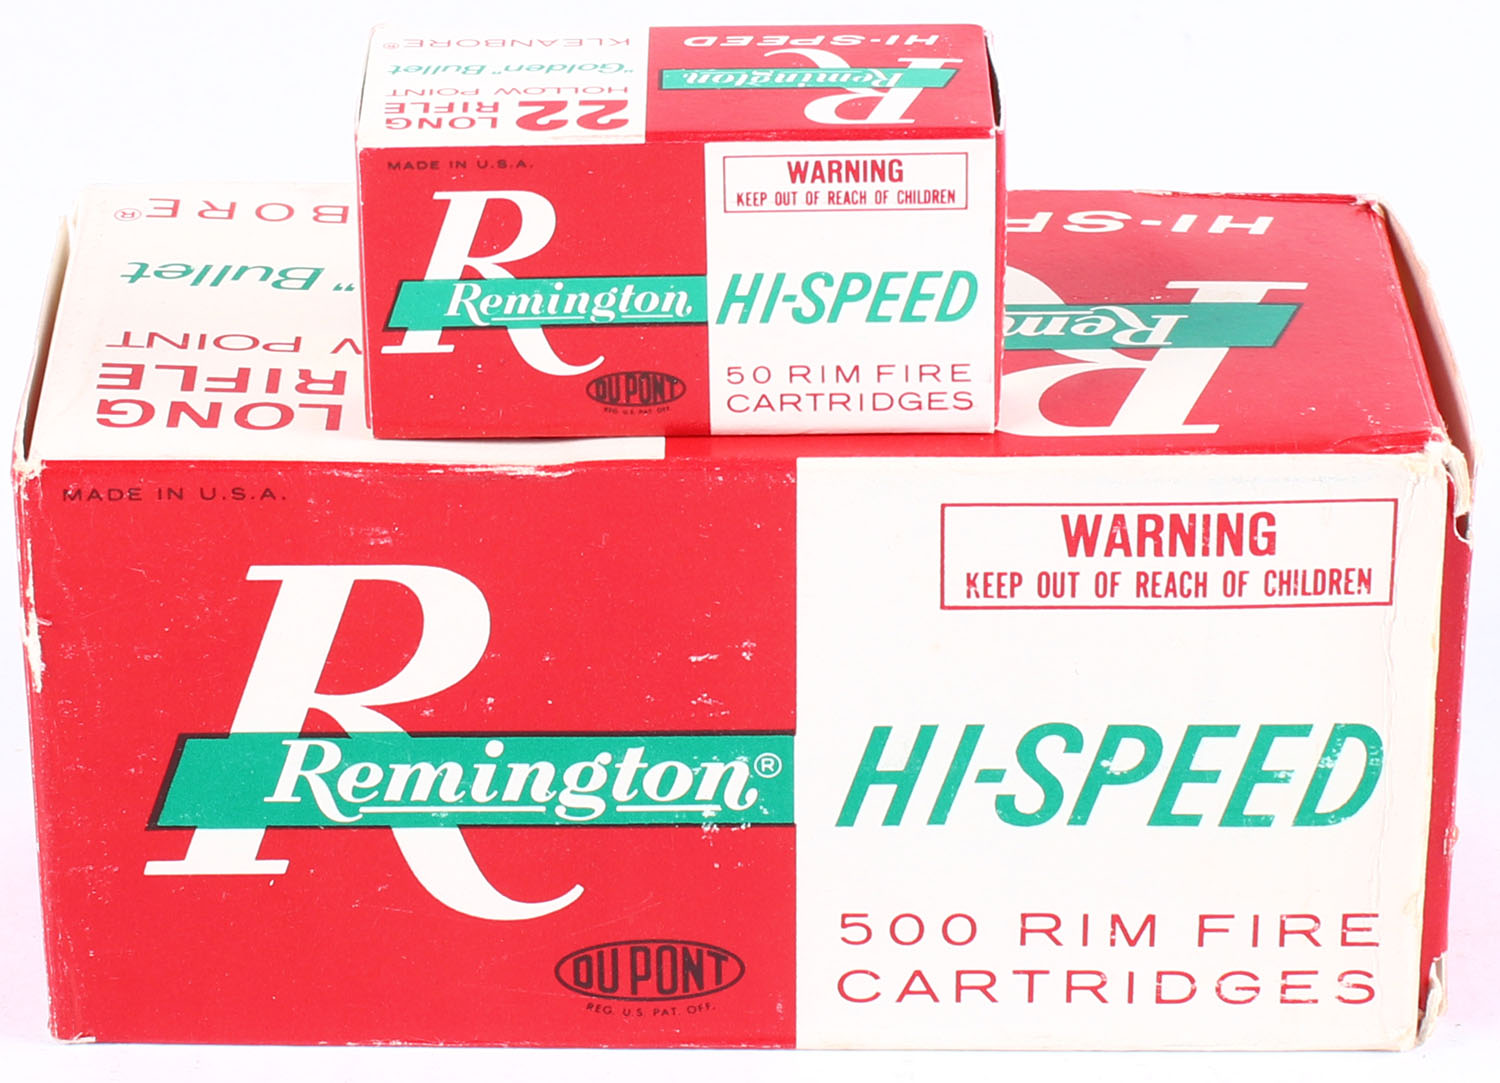 22 LONG
RIFLE
HOLLOW POINT
"Golden" Bullet
KLEANBORE®
R
Remington
HI-SPEED
MADE IN U.S.A.
R
Remington
DU PONT
REG. U.S. PAT. OFF.
WARNING
KEEP OUT OF REACH OF CHILDREN
HI-SPEED
50 RIM FIRE
CARTRIDGES
LONG
RIFLE
W POINT
" Bullet
BORE®
R
Rem
HI-SP
MADE IN U.S.A.
R
Remington®
DU PONT
REG. U.S. PAT. OFF.
WARNING
KEEP OUT OF REACH OF CHILDREN
HI-SPEED
500 RIM FIRE
CARTRIDGES